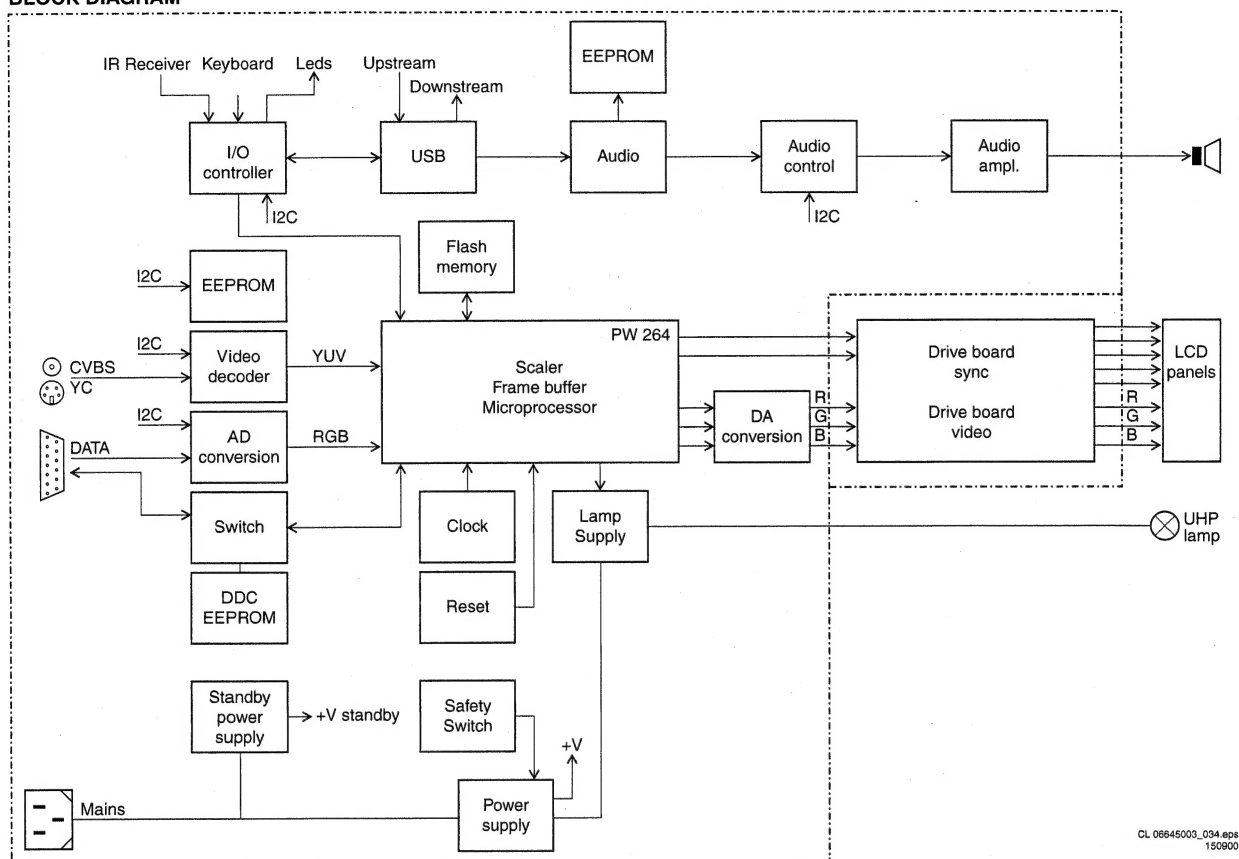 BLOCK DIAGRAM
IR Receiver
Keyboard
Leds
Upstream
Downstream
EEPROM
I/O
controller
USB
Audio
Audio
control
Audio
ampl.
I2C
I2C
Flash
memory
I2C
EEPROM
PW 264
Scaler
Frame buffer
Microprocessor
I2C
Video
decoder
YUV
CVBS
YC
I2C
AD
conversion
RGB
DATA
DA
conversion
R
G
B
Drive board
sync
Drive board
video
R
G
B
LCD
panels
Switch
Clock
Lamp
Supply
UHP
lamp
DDC
EEPROM
Reset
Standby
power
supply
+V standby
Safety
Switch
+V
Mains
Power
supply
CL 06645003_034.eps
150900